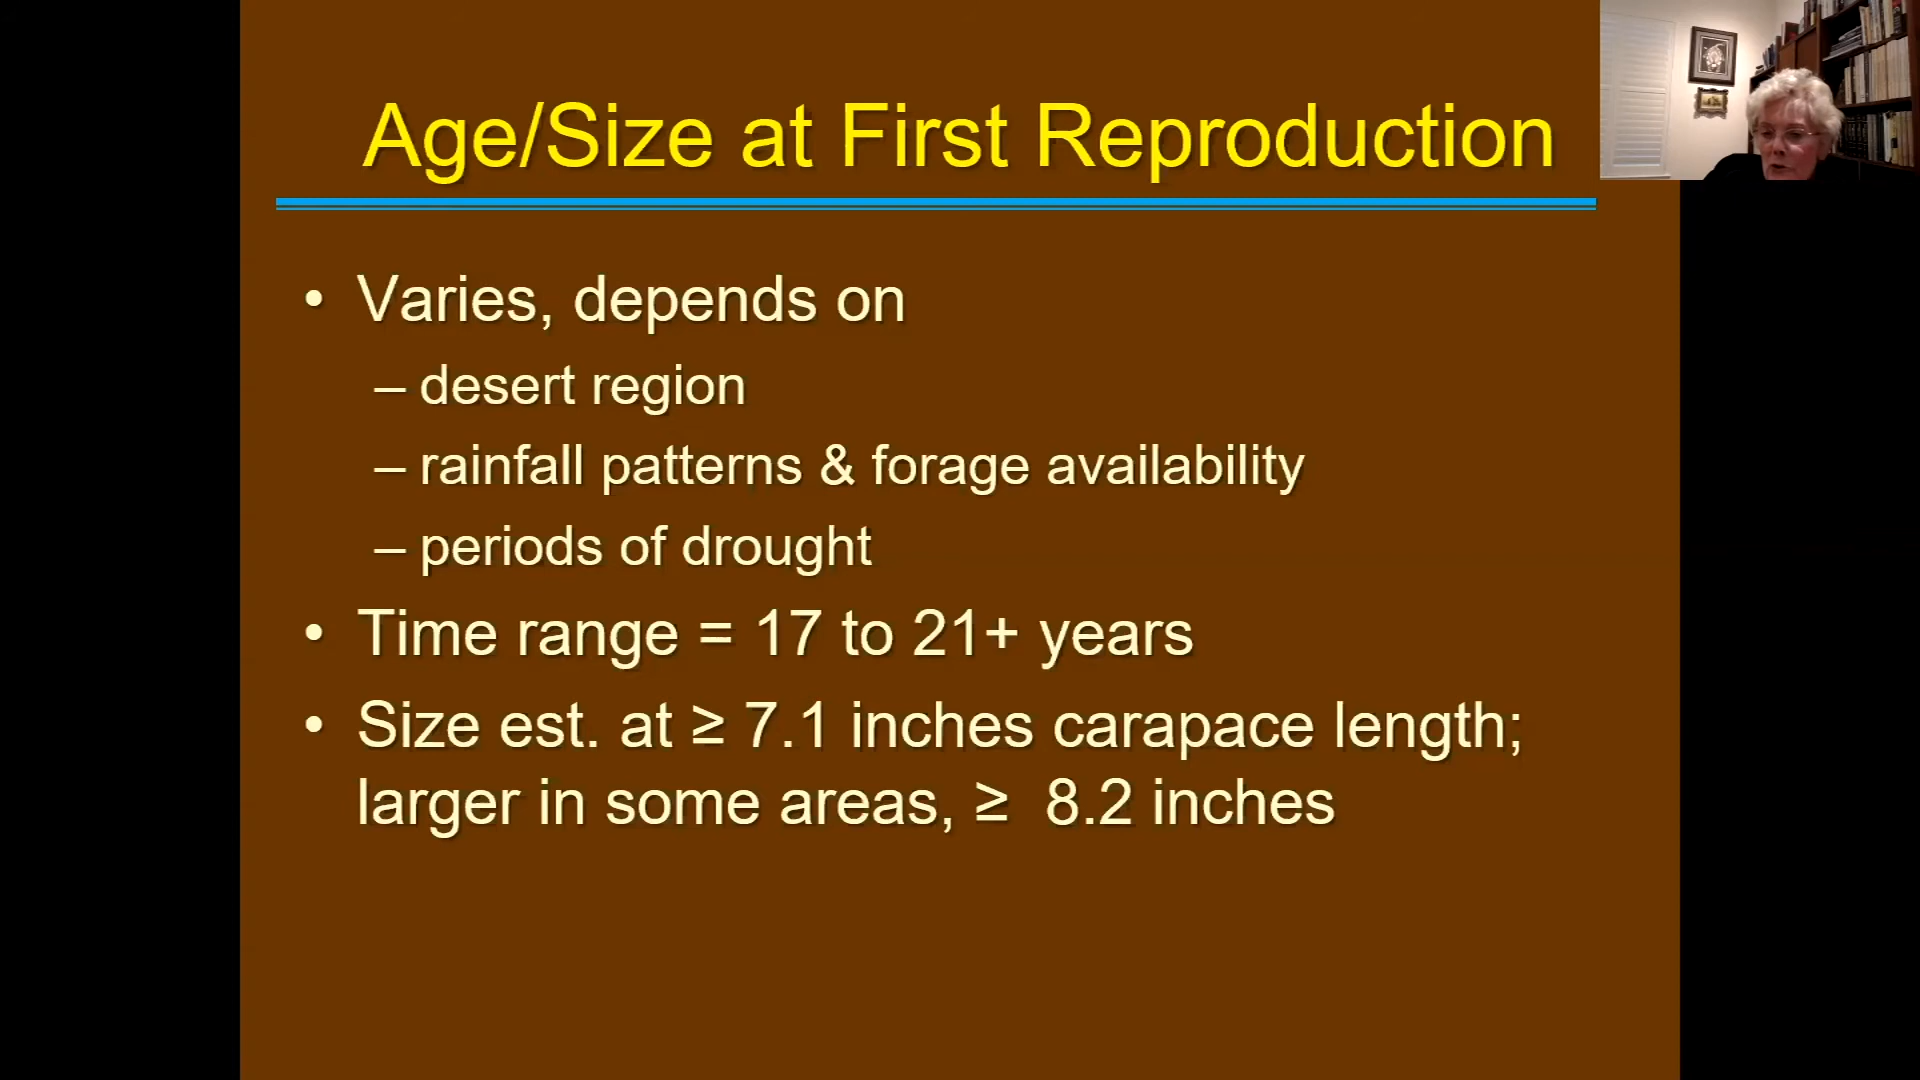 Age/Size at First Reproduction
• Varies, depends on
– desert region
– rainfall patterns & forage availability
– periods of drought
• Time range = 17 to 21+ years
• Size est. at ≥ 7.1 inches carapace length;
larger in some areas, ≥ 8.2 inches